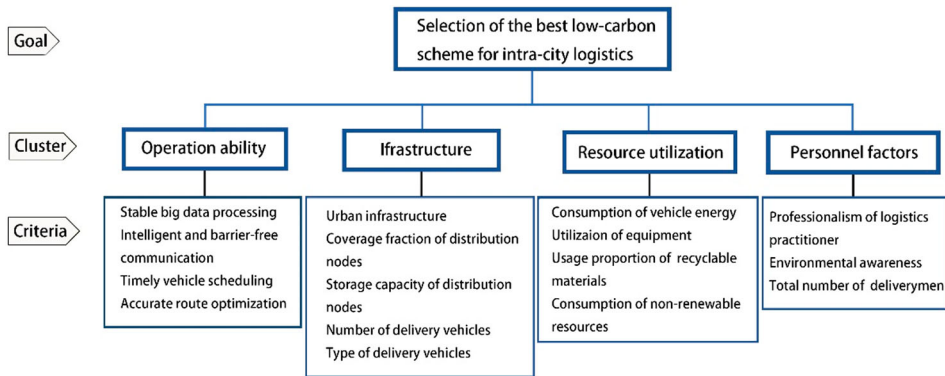 Goal
Selection of the best low-carbon
scheme for intra-city logistics
Cluster
Operation ability
Ifrastructure
Resource utilization
Personnel factors
Criteria
Stable big data processing
Intelligent and barrier-free
communication
Timely vehicle scheduling
Accurate route optimization
Urban infrastructure
Coverage fraction of distribution
nodes
Storage capacity of distribution
nodes
Number of delivery vehicles
Type of delivery vehicles
Consumption of vehicle energy
Utilizaion of equipment
Usage proportion of recyclable
materials
Consumption of non-renewable
resources
Professionalism of logistics
practitioner
Environmental awareness
Total number of deliverymen